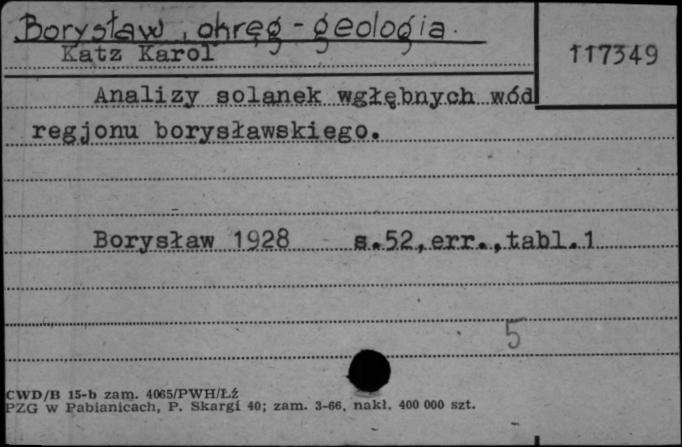 Borysław, okręg - geologia.
Katz Karol
117349
Analizy solanek wgłębnych wód
regjonu borysławskiego.
Borysław 1928 s.52,err.,tabl.1
5
CWD/B 15-b zam. 4065/PWH/Łź
PZG w Pabianicach, P. Skargi 40; zam. 3-66, nakł. 400 000 szt.